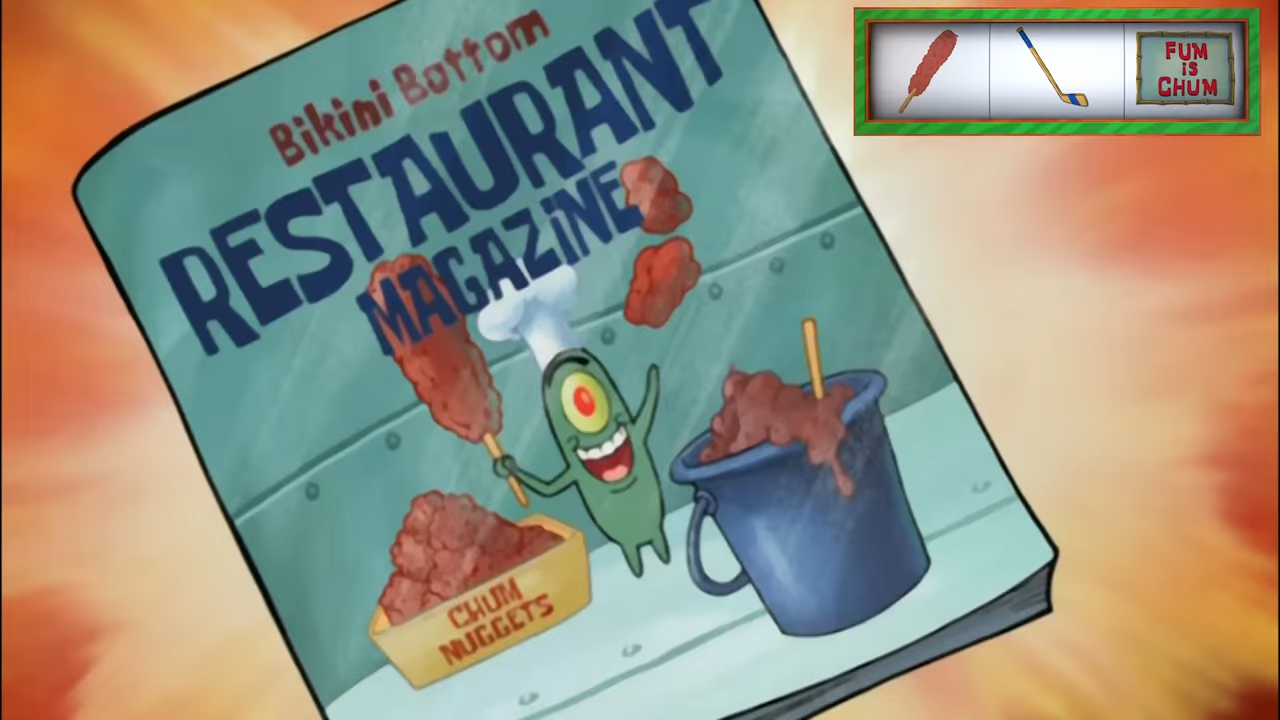 Bikini Bottom
RESTAURANT
MAGAZINE
CHUM
NUGGETS
FUM
iS
CHUM